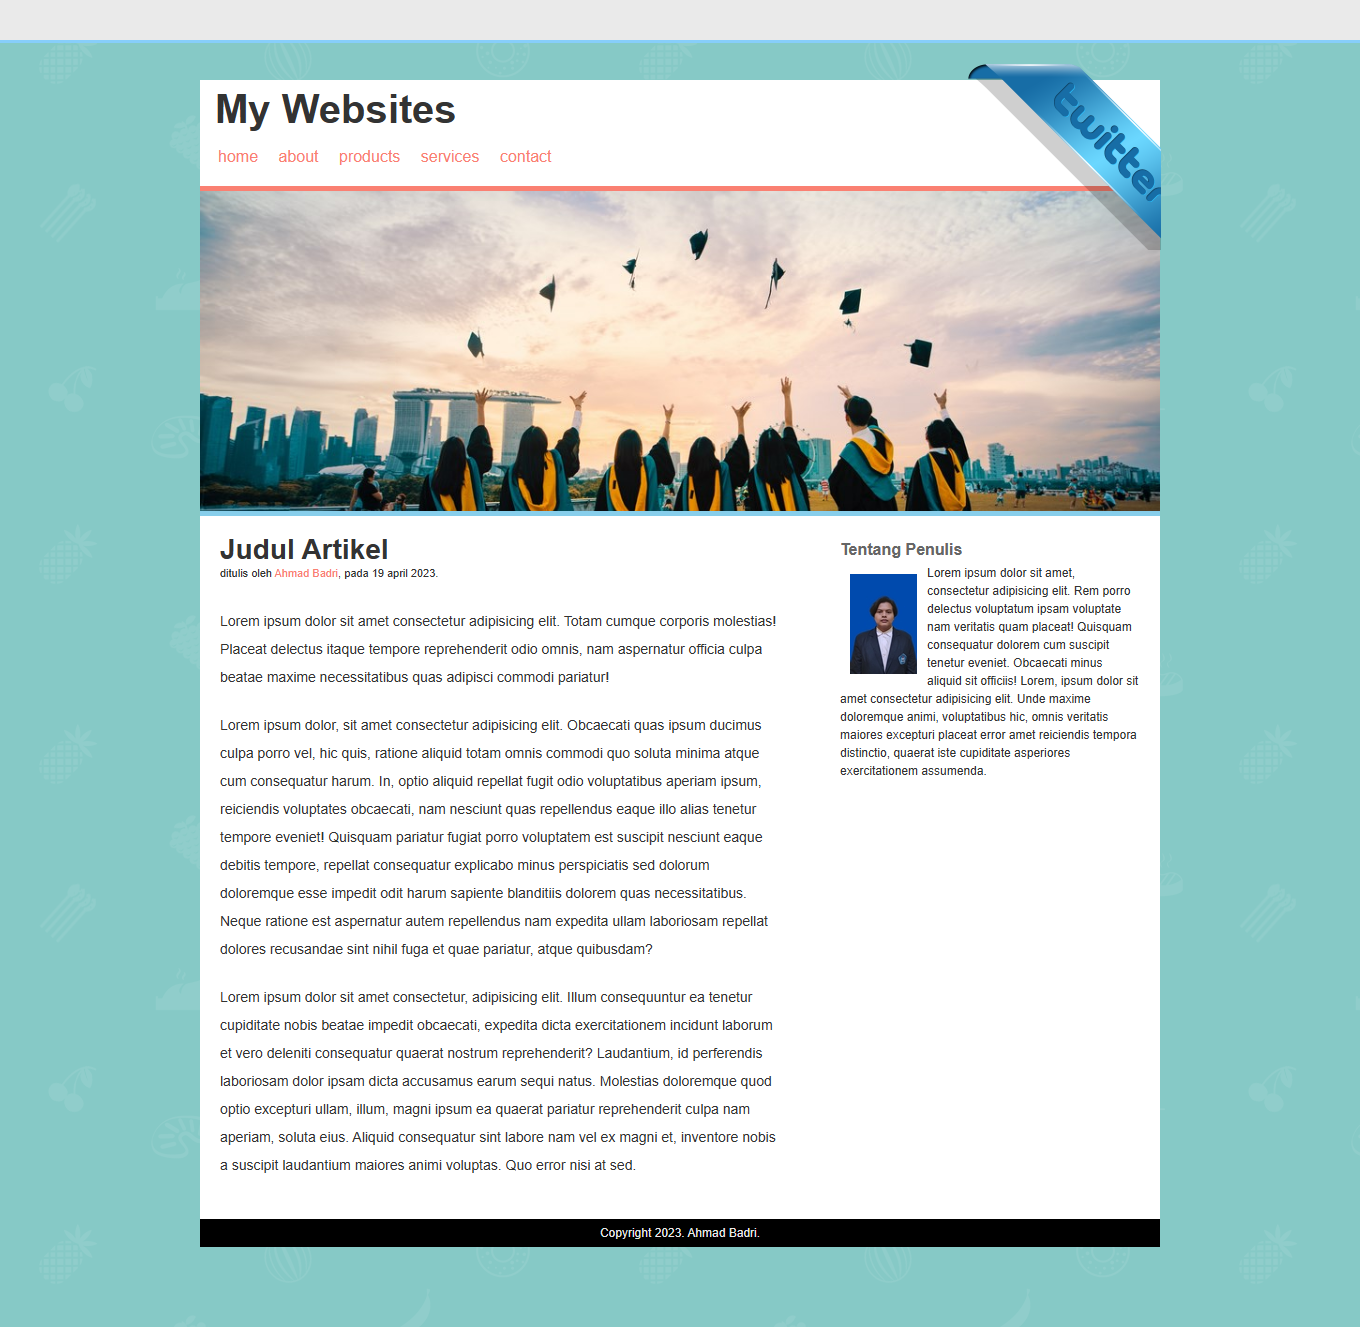 twitter
My Websites
home about products services contact
Judul Artikel
ditulis oleh Ahmad Badri, pada 19 april 2023.
Lorem ipsum dolor sit amet consectetur adipisicing elit. Totam cumque corporis molestias!
Placeat delectus itaque tempore reprehenderit odio omnis, nam aspernatur officia culpa
beatae maxime necessitatibus quas adipisci commodi pariatur!
Lorem ipsum dolor, sit amet consectetur adipisicing elit. Obcaecati quas ipsum ducimus
culpa porro vel, hic quis, ratione aliquid totam omnis commodi quo soluta minima atque
cum consequatur harum. In, optio aliquid repellat fugit odio voluptatibus aperiam ipsum,
reiciendis voluptates obcaecati, nam nesciunt quas repellendus eaque illo alias tenetur
tempore eveniet! Quisquam pariatur fugiat porro voluptatem est suscipit nesciunt eaque
debitis tempore, repellat consequatur explicabo minus perspiciatis sed dolorum
doloremque esse impedit odit harum sapiente blanditiis dolorem quas necessitatibus.
Neque ratione est aspernatur autem repellendus nam expedita ullam laboriosam repellat
dolores recusandae sint nihil fuga et quae pariatur, atque quibusdam?
Lorem ipsum dolor sit amet consectetur, adipisicing elit. Illum consequuntur ea tenetur
cupiditate nobis beatae impedit obcaecati, expedita dicta exercitationem incidunt laborum
et vero deleniti consequatur quaerat nostrum reprehenderit? Laudantium, id perferendis
laboriosam dolor ipsam dicta accusamus earum sequi natus. Molestias doloremque quod
optio excepturi ullam, illum, magni ipsum ea quaerat pariatur reprehenderit culpa nam
aperiam, soluta eius. Aliquid consequatur sint labore nam vel ex magni et, inventore nobis
a suscipit laudantium maiores animi voluptas. Quo error nisi at sed.
Tentang Penulis
Lorem ipsum dolor sit amet,
consectetur adipisicing elit. Rem porro
delectus voluptatum ipsam voluptate
nam veritatis quam placeat! Quisquam
consequatur dolorem cum suscipit
tenetur eveniet. Obcaecati minus
aliquid sit officiis! Lorem, ipsum dolor sit
amet consectetur adipisicing elit. Unde maxime
doloremque animi, voluptatibus hic, omnis veritatis
maiores excepturi placeat error amet reiciendis tempora
distinctio, quaerat iste cupiditate asperiores
exercitationem assumenda.
Copyright 2023. Ahmad Badri.